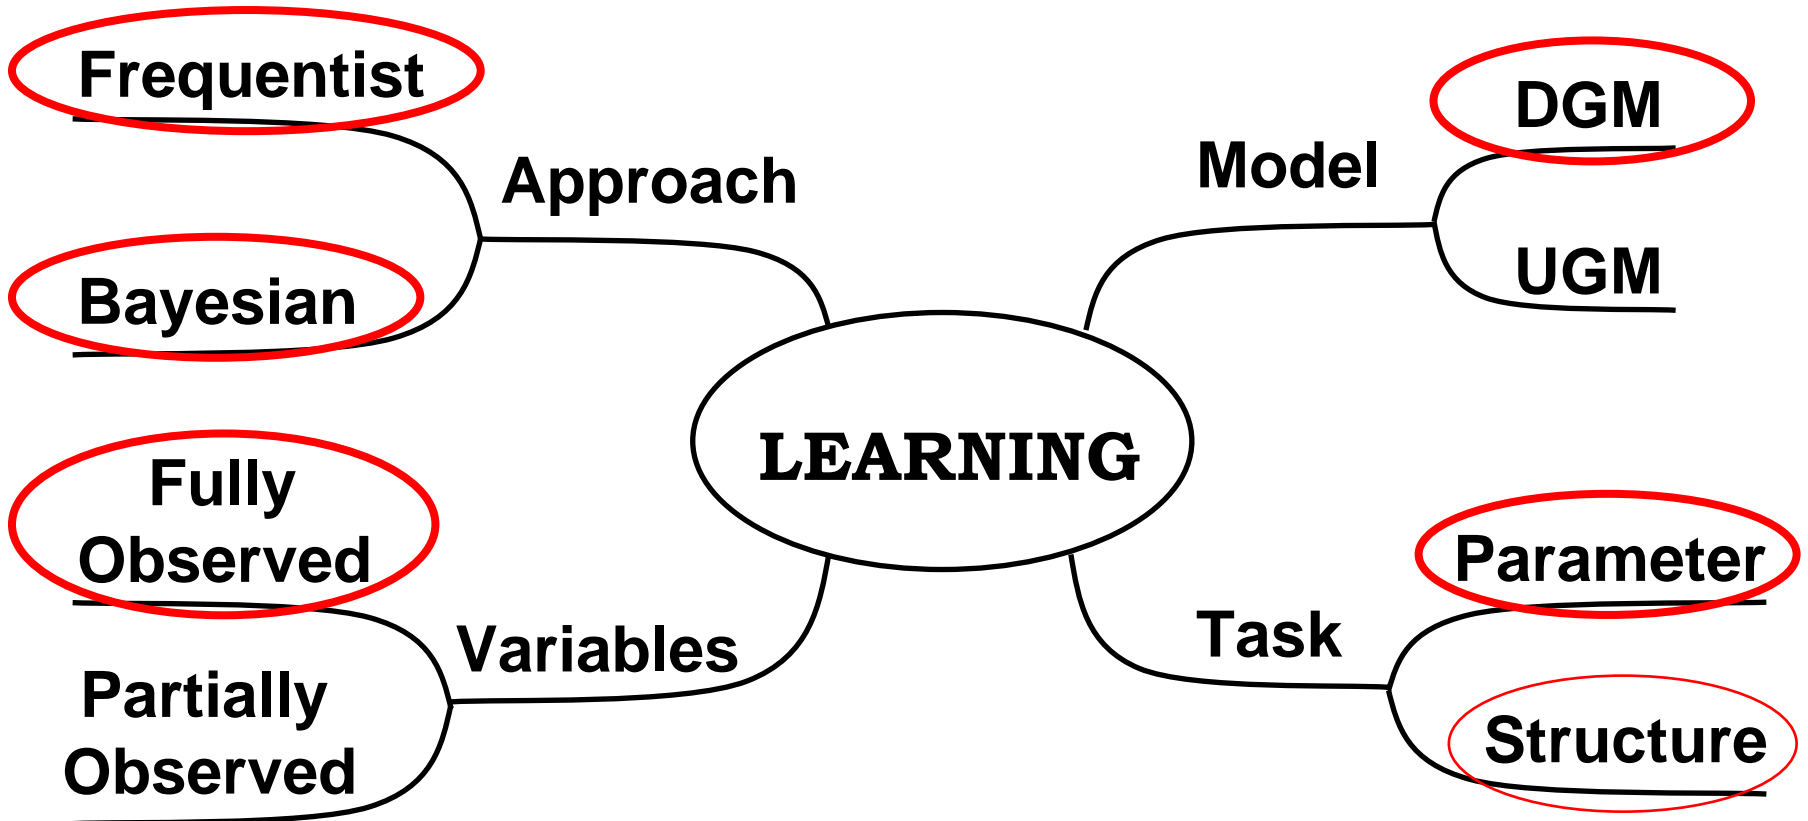 Frequentist
Approach
Bayesian
Fully
Observed
Variables
Partially
Observed
LEARNING
DGM
Model
UGM
Parameter
Task
Structure